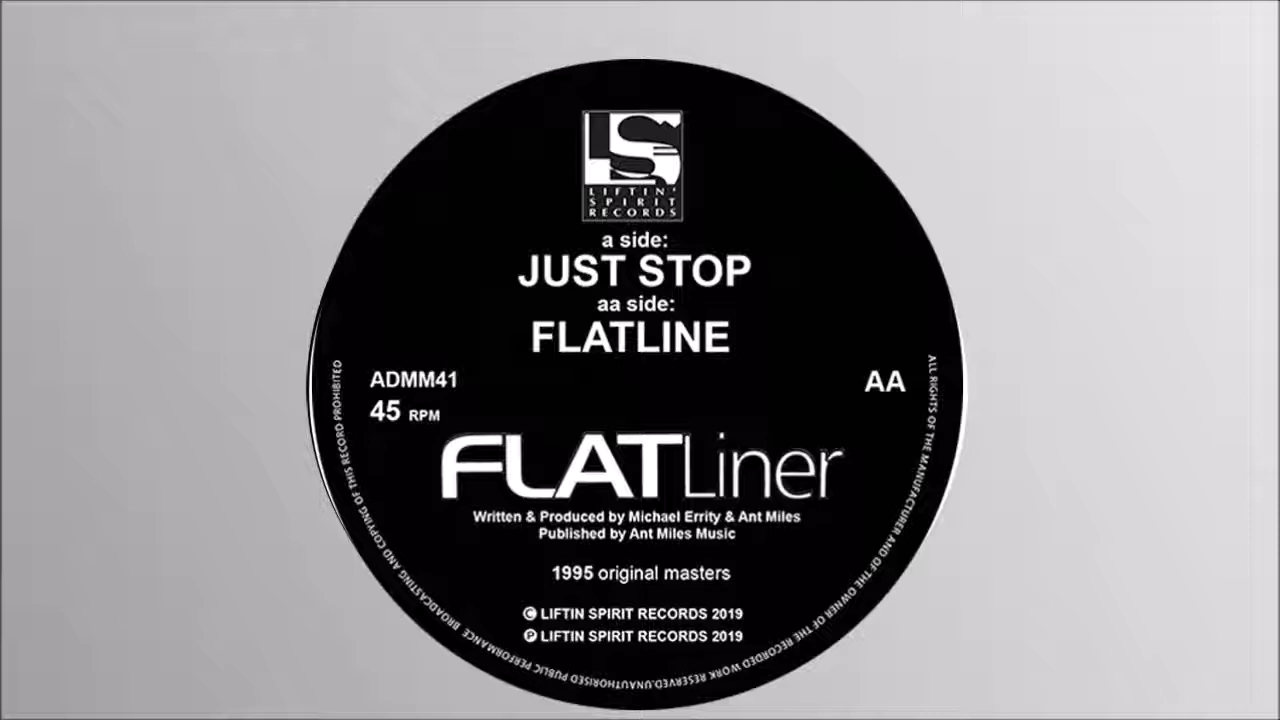 LIFTIN'
SPIRIT
RECORDS
a side:
JUST STOP
aa side:
FLATLINE
ADMM41
AA
45 RPM
FLATLiner
Written & Produced by Michael Errity & Ant Miles
Published by Ant Miles Music
1995 original masters
© LIFTIN SPIRIT RECORDS 2019
℗ LIFTIN SPIRIT RECORDS 2019
ALL RIGHTS OF THE MANUFACTURER AND OF THE OWNER OF THE RECORDED WORK RESERVED.UNAUTHORISED PUBLIC PERFORMANCE BROADCASTING AND COPYING OF THIS RECORD PROHIBITED